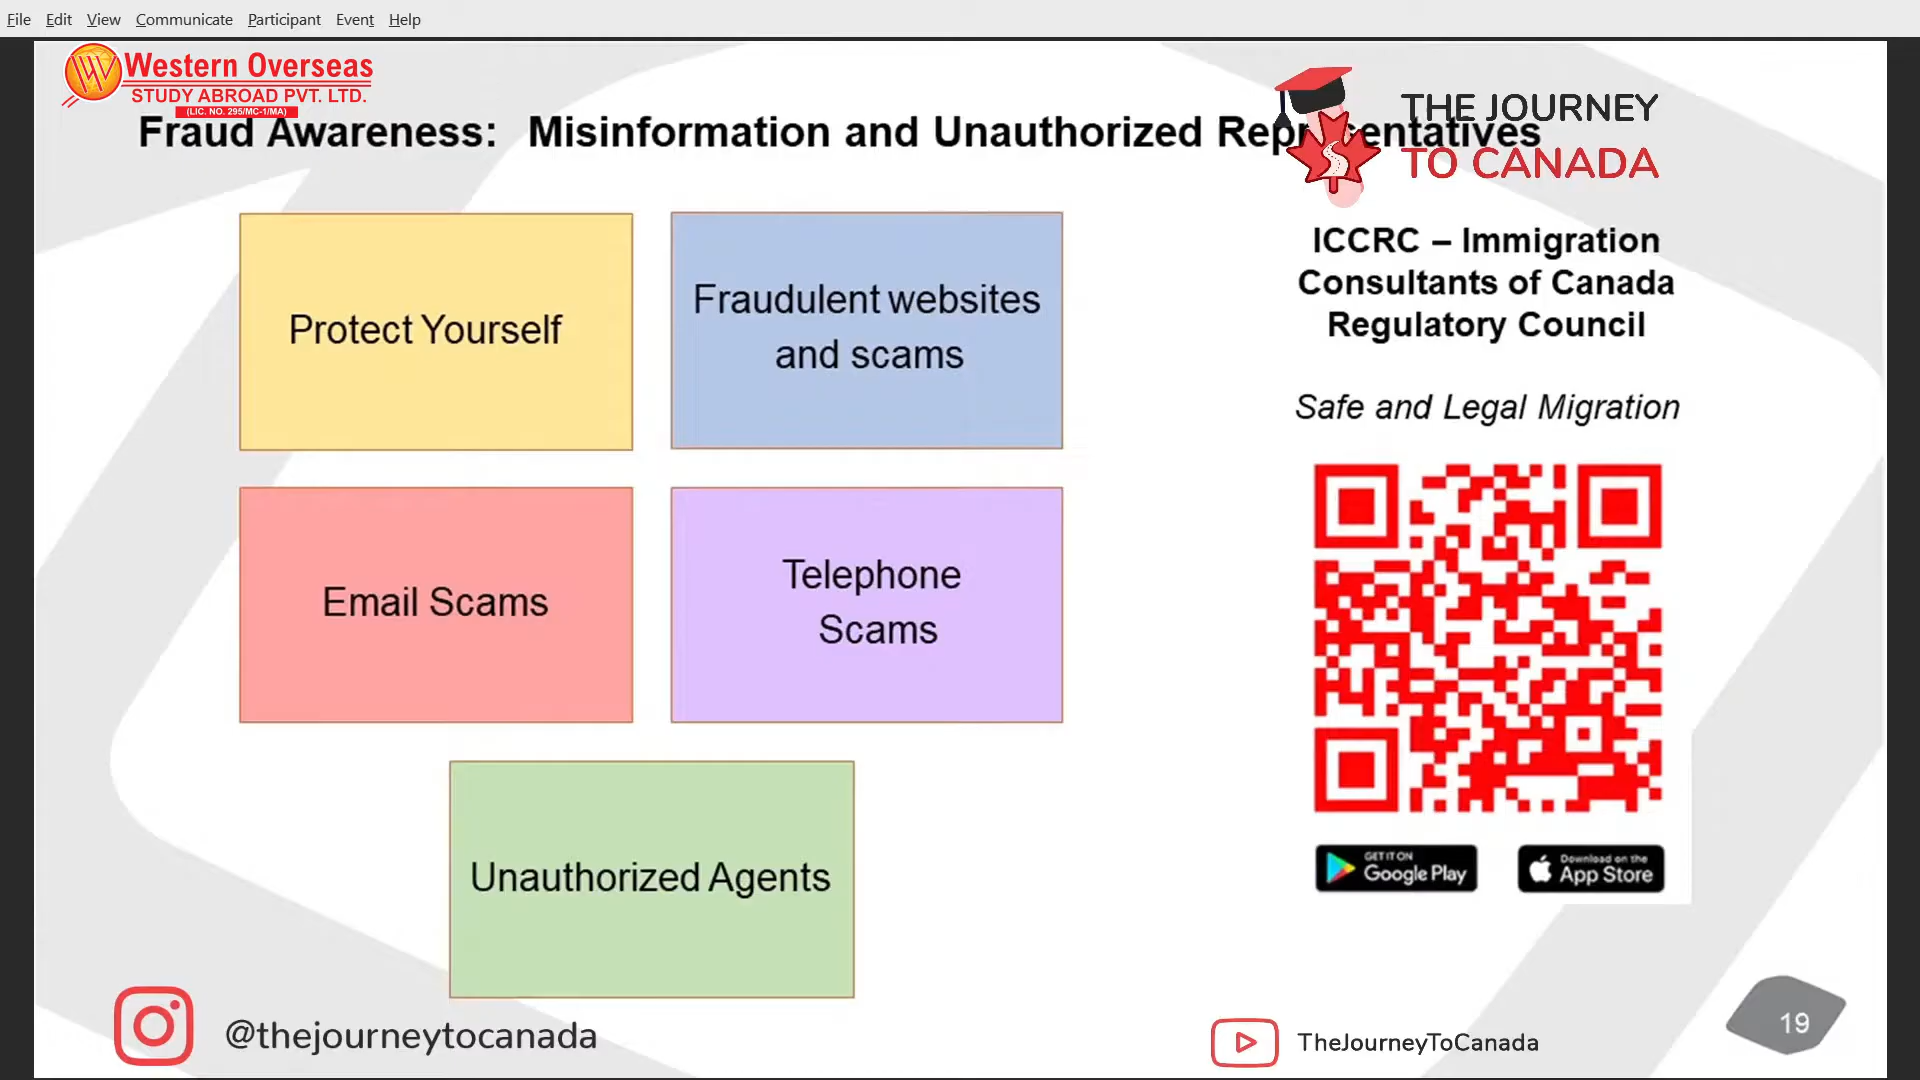 File Edit View Communicate Participant Event Help
Western Overseas
STUDY ABROAD PVT. LTD.
(LIC. NO. 295/MC-1/MA)
THE JOURNEY
TO CANADA
Fraud Awareness: Misinformation and Unauthorized Representatives
Protect Yourself
Fraudulent websites
and scams
Email Scams
Telephone
Scams
Unauthorized Agents
ICCRC – Immigration
Consultants of Canada
Regulatory Council
Safe and Legal Migration
GET IT ON
Google Play
Download on the
App Store
@thejourneytocanada
TheJourneyToCanada
19